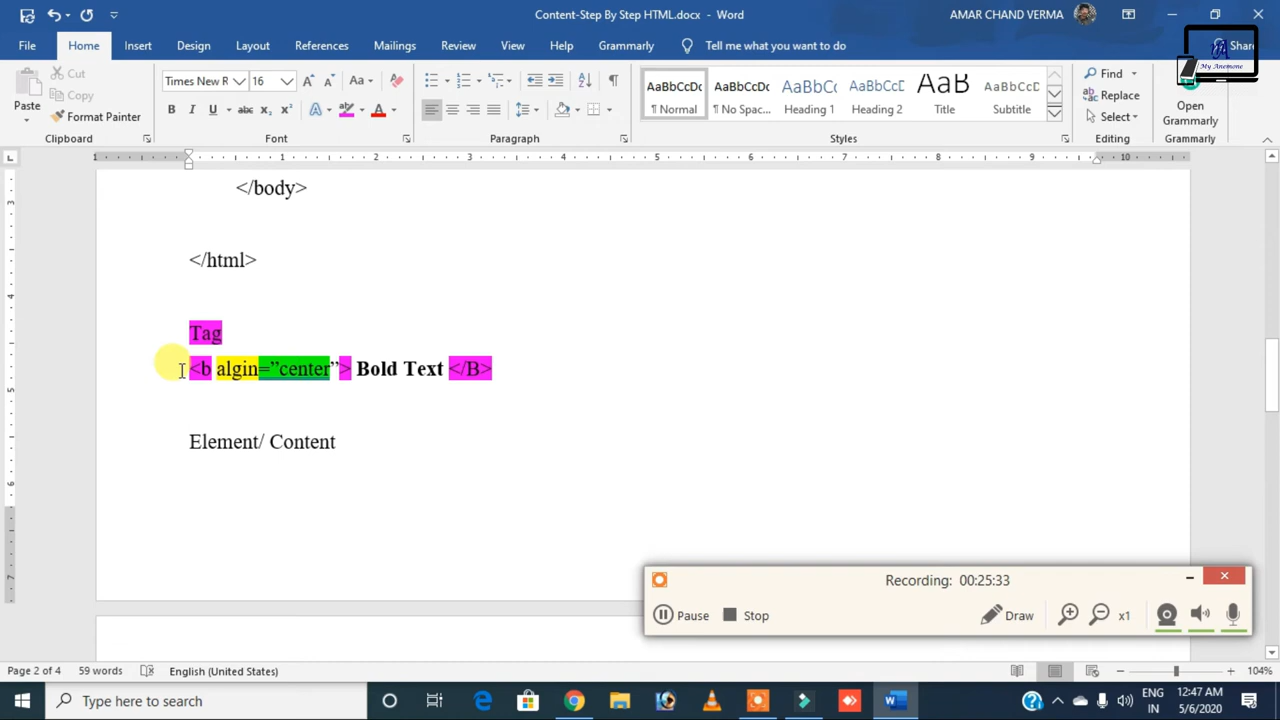 Content-Step By Step HTML.docx - Word
AMAR CHAND VERMA
File Home Insert Design Layout References Mailings Review View Help Grammarly Tell me what you want to do Share
My Anemone
Paste
Cut
Copy
Format Painter
Clipboard
Times New R 16
Font
Paragraph
AaBbCcDc AaBbCcDc AaBbCc AaBbCcC AaB AaBbCcC
¶ Normal ¶ No Spac... Heading 1 Heading 2 Title Subtitle
Styles
Find
Replace
Select
Editing
Open
Grammarly
Grammarly
</body>
</html>
Tag
<b algin=”center”> Bold Text </B>
Element/ Content
Recording: 00:25:33
Pause Stop Draw x1
Page 2 of 4 59 words English (United States) 104%
Type here to search
ENG
IN
12:47 AM
5/6/2020